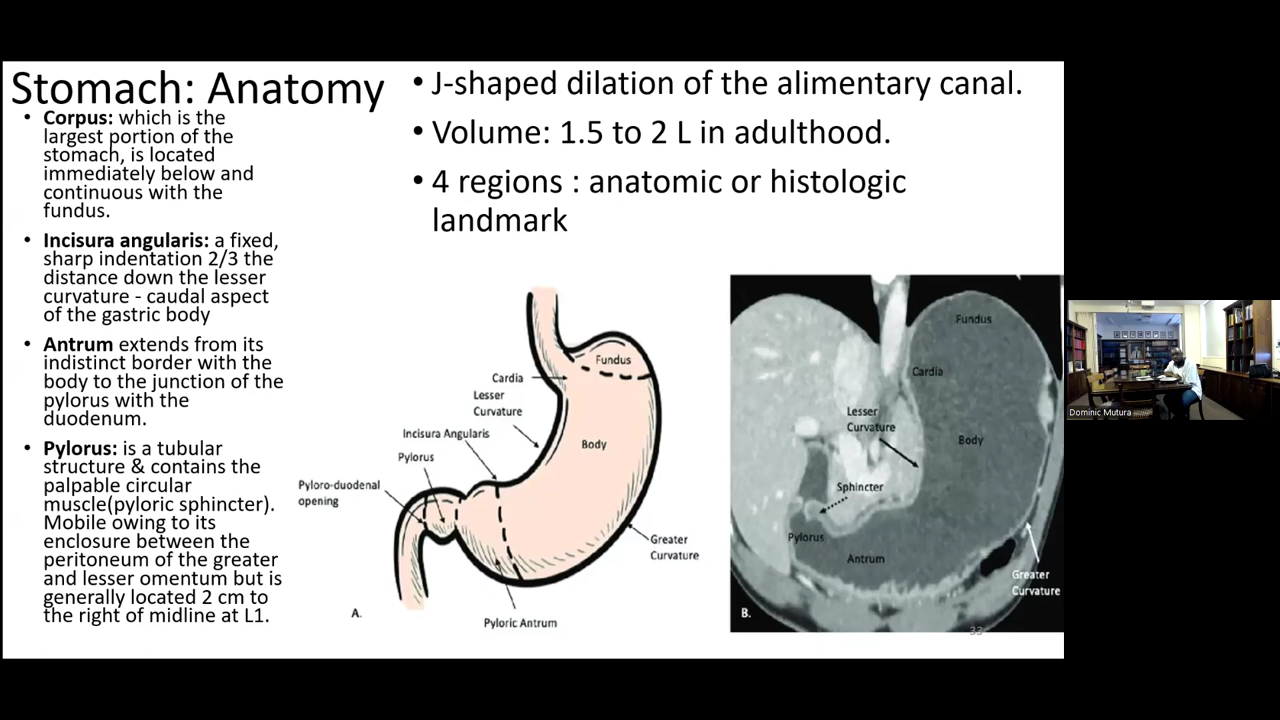 Stomach: Anatomy
• Corpus: which is the
largest portion of the
stomach, is located
immediately below and
continuous with the
fundus.
• Incisura angularis: a fixed,
sharp indentation 2/3 the
distance down the lesser
curvature - caudal aspect
of the gastric body
• Antrum extends from its
indistinct border with the
body to the junction of the
pylorus with the
duodenum.
• Pylorus: is a tubular
structure & contains the
palpable circular
muscle(pyloric sphincter).
Mobile owing to its
enclosure between the
peritoneum of the greater
and lesser omentum but is
generally located 2 cm to
the right of midline at L1.
• J-shaped dilation of the alimentary canal.
• Volume: 1.5 to 2 L in adulthood.
• 4 regions : anatomic or histologic
landmark
Fundus
Cardia
Lesser
Curvature
Incisura Angularis
Body
Pylorus
Pyloro-duodenal
opening
Greater
Curvature
A.
Pyloric Antrum
Fundus
Cardia
Lesser
Curvature
Body
Sphincter
Pylorus
Antrum
Greater
Curvature
B.
33
Dominic Mutura